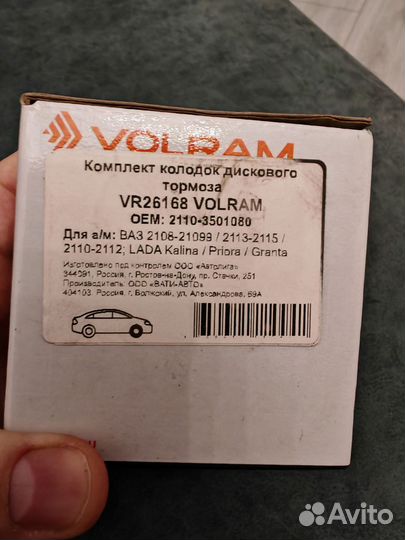 VOLRAM
Комплект колодок дискового
тормоза
VR26168 VOLRAM
OEM: 2110-3501080
Для а/м: ВАЗ 2108-21099 / 2113-2115 /
2110-2112; LADA Kalina / Priora / Granta
Изготовлено под контролем ООО «Автолига»
344091, Россия, г. Ростов-на-Дону, пр. Стачки, 251
Производитель: ООО «ВАТИ-АВТО»
404103, Россия, г. Волжский, ул. Александрова, 69А
Avito